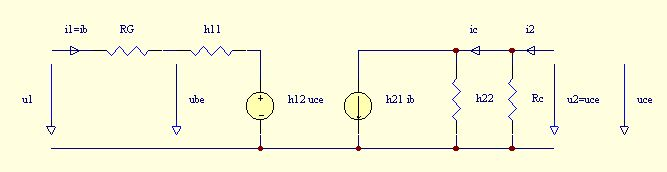 i1=ib RG h11 ic i2
u1 ube + − h12 uce h21 ib h22 Rc u2=uce uce